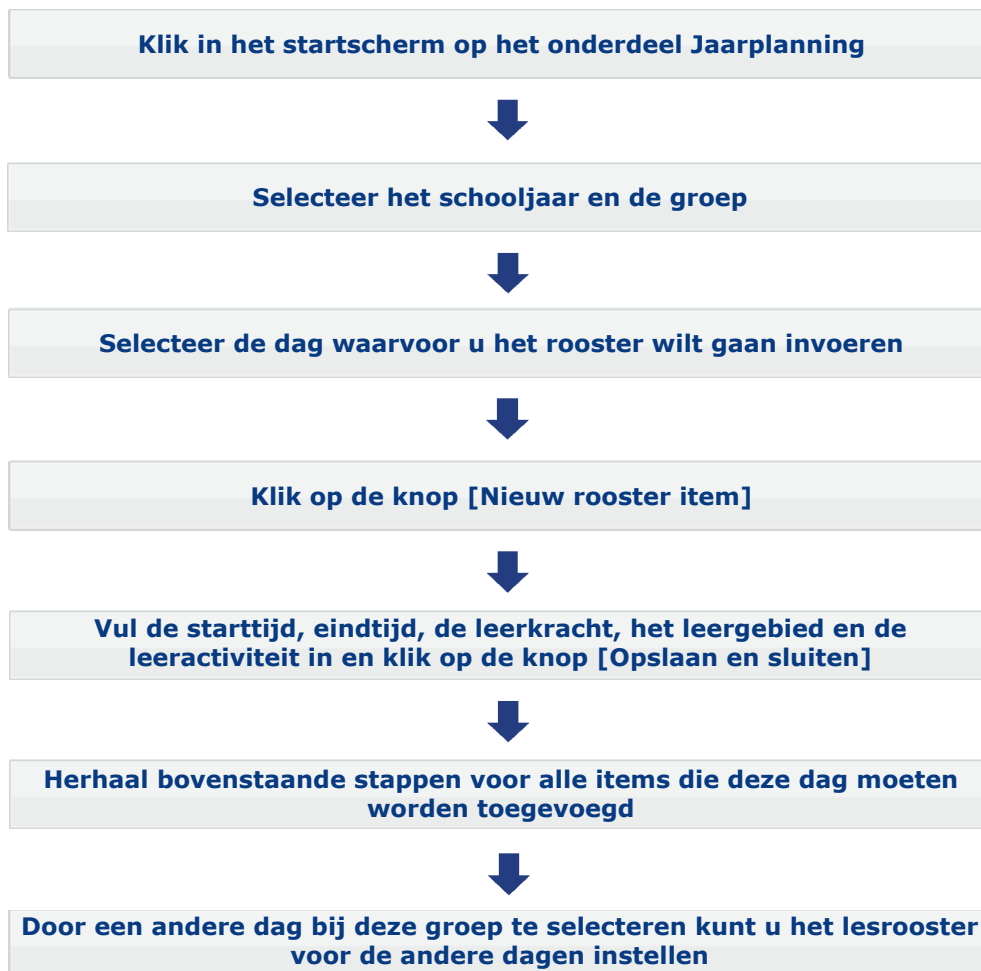 Klik in het startscherm op het onderdeel Jaarplanning
Selecteer het schooljaar en de groep
Selecteer de dag waarvoor u het rooster wilt gaan invoeren
Klik op de knop [Nieuw rooster item]
Vul de starttijd, eindtijd, de leerkracht, het leergebied en de
leeractiviteit in en klik op de knop [Opslaan en sluiten]
Herhaal bovenstaande stappen voor alle items die deze dag moeten
worden toegevoegd
Door een andere dag bij deze groep te selecteren kunt u het lesrooster
voor de andere dagen instellen